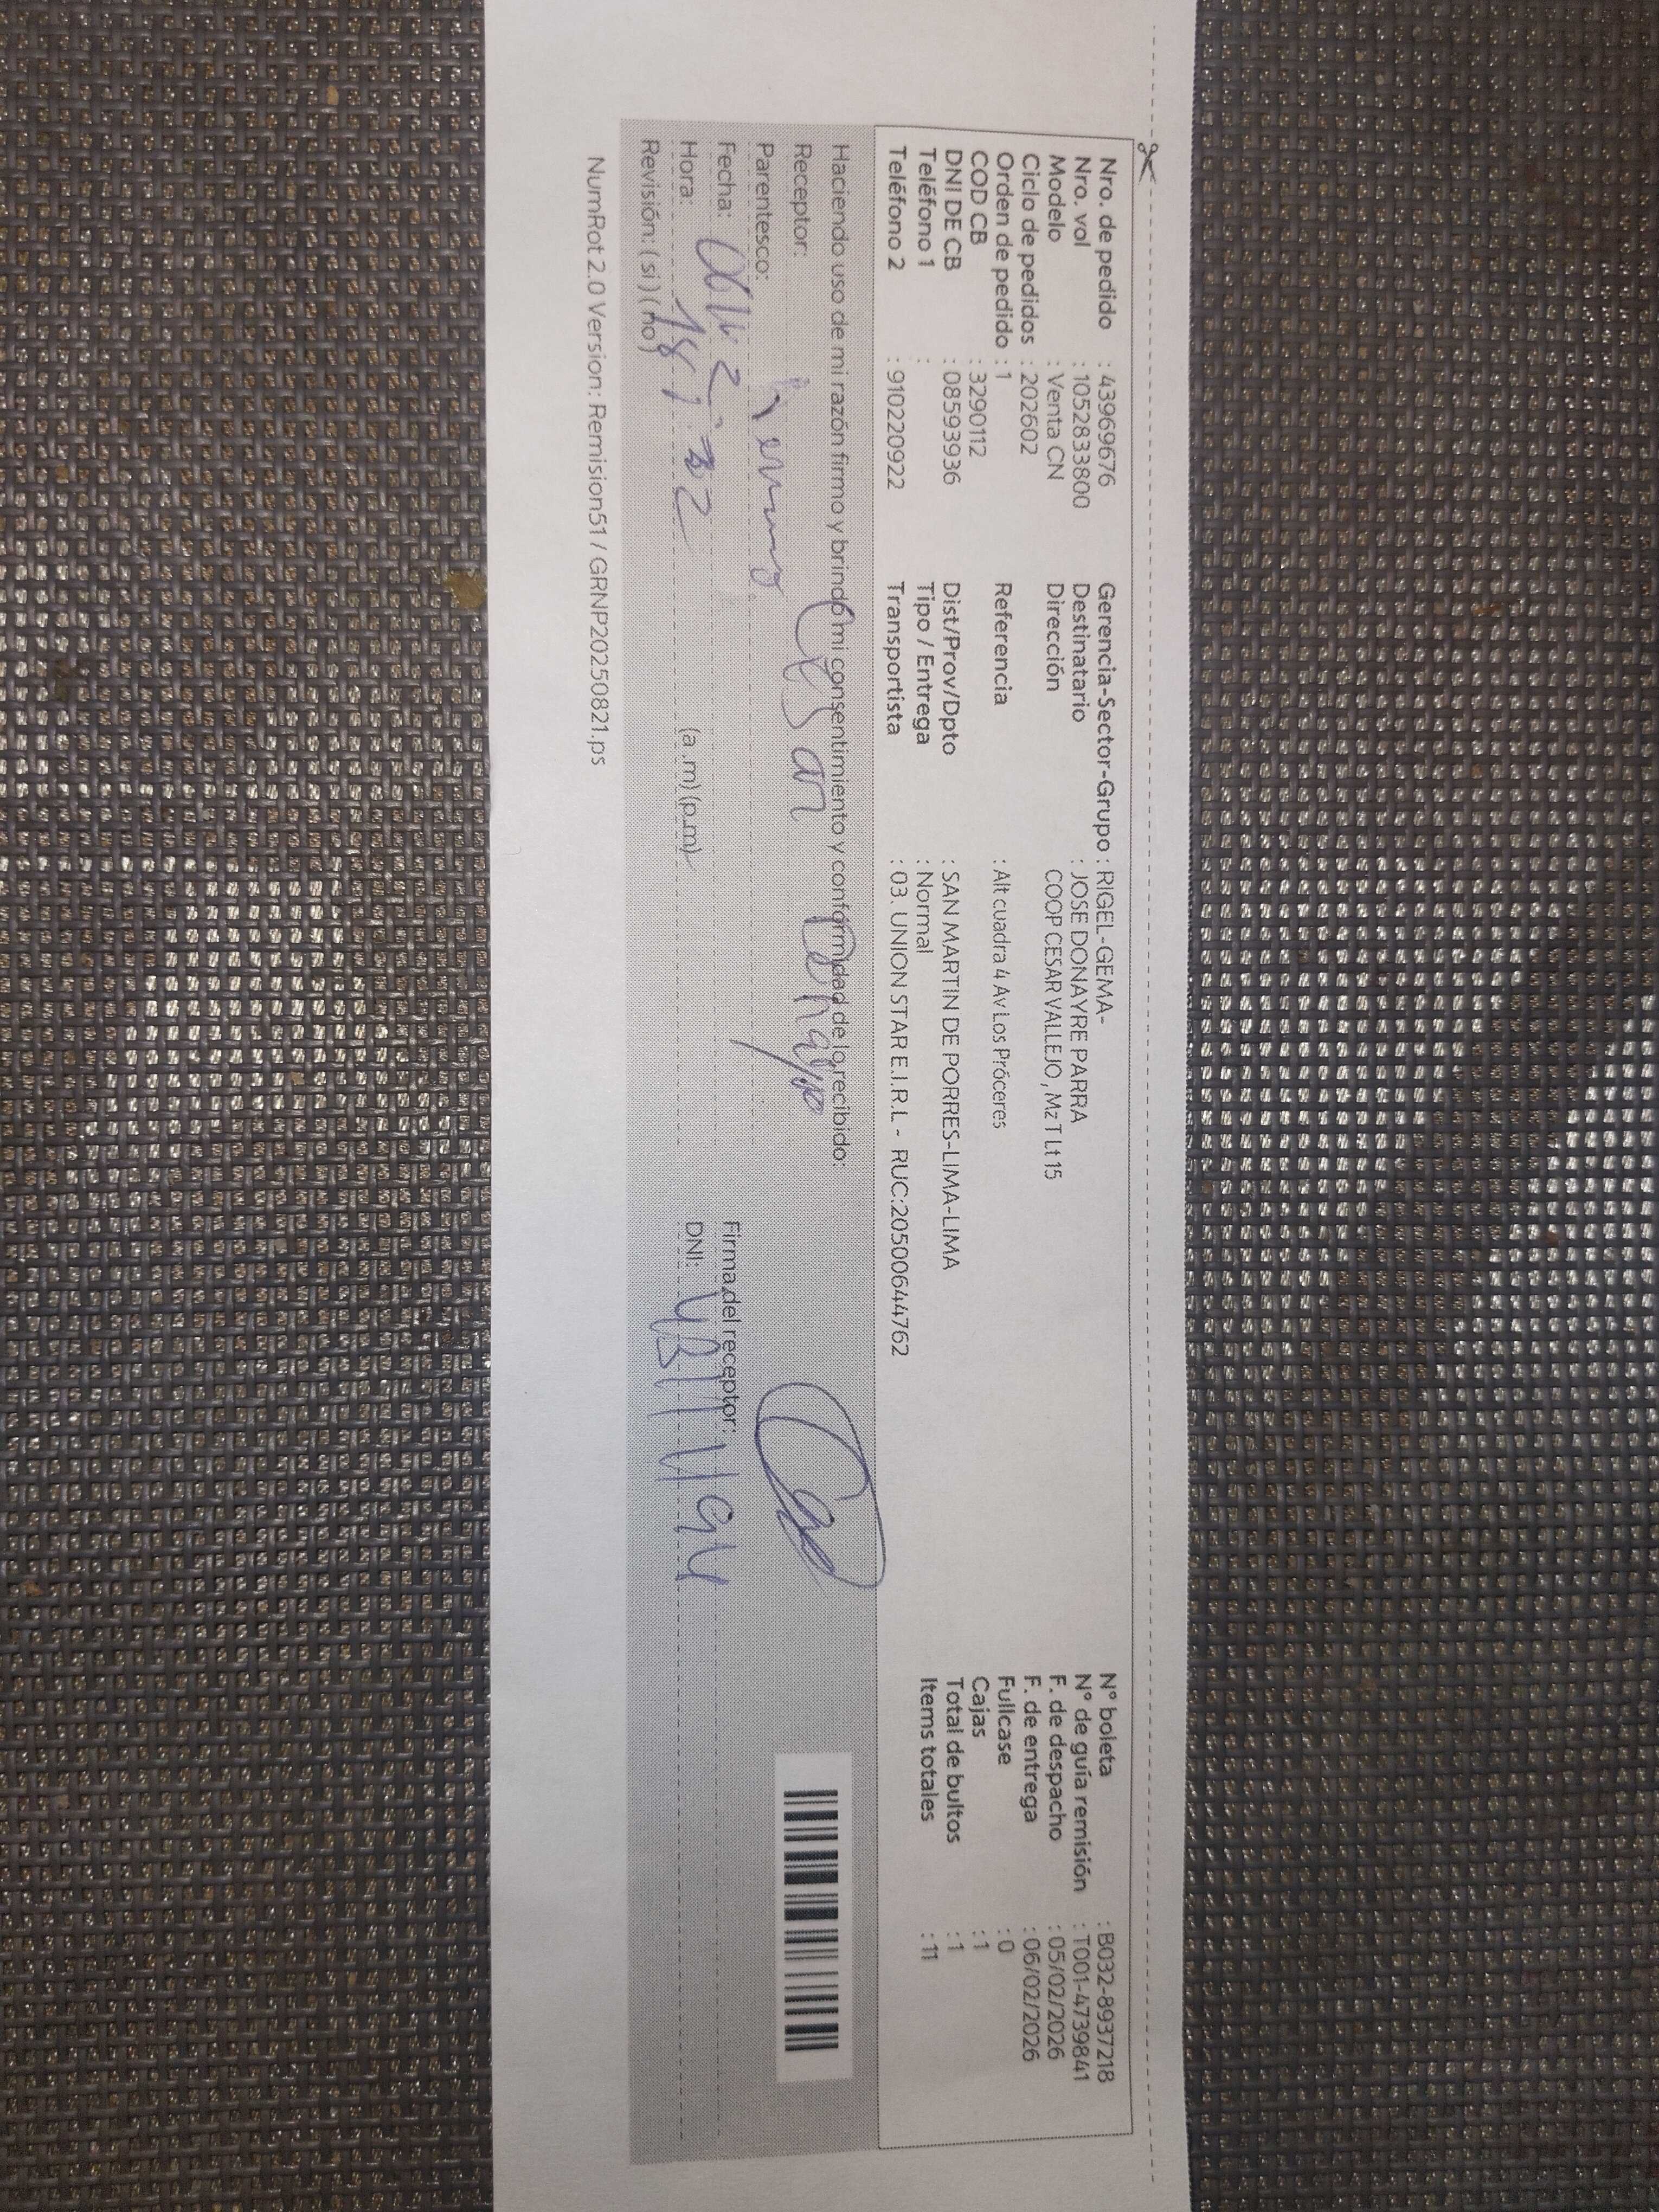 Nro. de pedido : 43969676 Gerencia-Sector-Grupo : RIGEL-GEMA- N° boleta : B032-8937218
Nro. vol : 1052833800 Destinatario : JOSE DONAYRE PARRA N° de guía remisión : T001-4739841
Modelo : Venta CN Dirección COOP CESAR VALLEJO , Mz T Lt 15 F. de despacho : 05/02/2026
Ciclo de pedidos : 202602 F. de entrega : 06/02/2026
Orden de pedido : 1 Referencia : Alt cuadra 4 Av Los Próceres Fullcase : 0
COD CB : 3290112 Cajas : 1
DNI DE CB : 08593936 Dist/Prov/Dpto : SAN MARTIN DE PORRES-LIMA-LIMA Total de bultos : 1
Teléfono 1 : Tipo / Entrega : Normal Items totales : 11
Teléfono 2 : 910220922 Transportista : 03. UNION STAR E.I.R.L - RUC:20500644762
Haciendo uso de mi razón firmo y brindo mi consentimiento y conformidad de lo recibido:
Receptor:
Parentesco:
Fecha: Firma del receptor:
Hora: (a .m) (p.m) DNI:
Revisión: ( si ) ( no )
NumRot 2.0 Version: Remision51 / GRNP20250821.ps